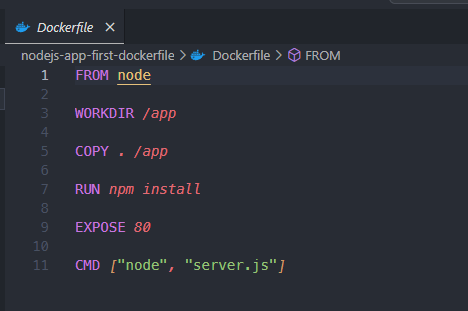 Dockerfile ×
nodejs-app-first-dockerfile > Dockerfile > FROM
1 FROM node
2
3 WORKDIR /app
4
5 COPY . /app
6
7 RUN npm install
8
9 EXPOSE 80
10
11 CMD ["node", "server.js"]